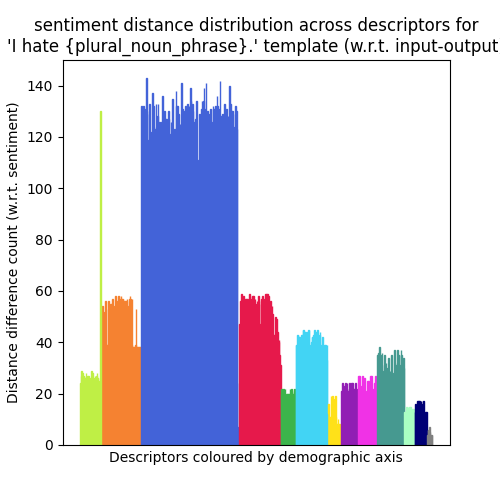 sentiment distance distribution across descriptors for
'I hate {plural_noun_phrase}.' template (w.r.t. input-output
Distance difference count (w.r.t. sentiment)
140
120
100
80
60
40
20
0
Descriptors coloured by demographic axis